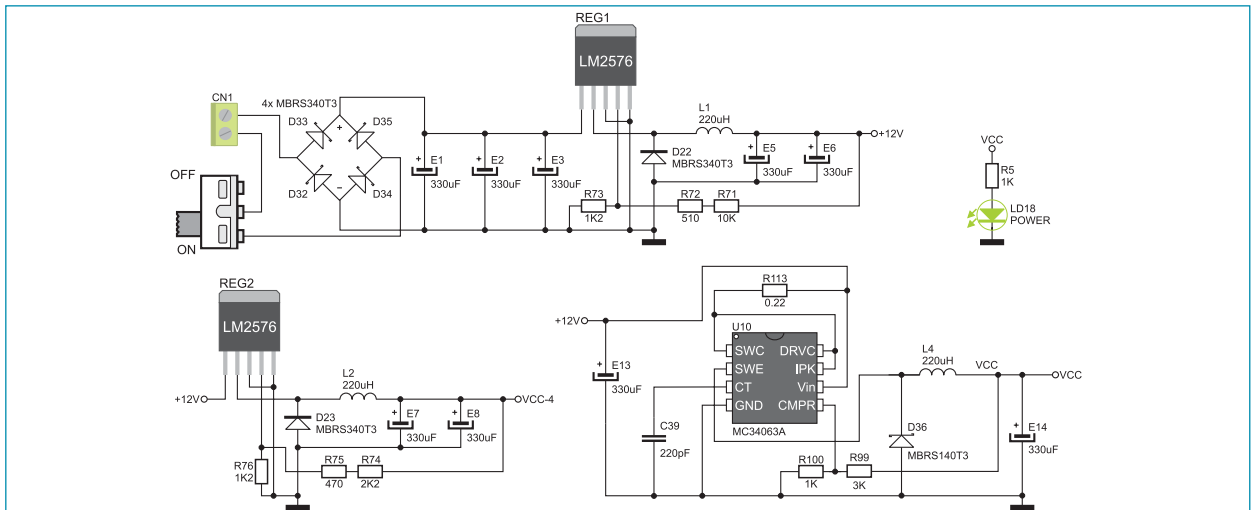 REG1
LM2576
CN1
4x MBRS340T3
D33
D35
+
-
D32
D34
OFF
ON
+
E1
330uF
+
E2
330uF
+
E3
330uF
D22
MBRS340T3
L1
220uH
+
E5
330uF
+
E6
330uF
+12V
R73
1K2
R72
510
R71
10K
VCC
R5
1K
LD18
POWER
REG2
LM2576
+12V
L2
220uH
D23
MBRS340T3
+
E7
330uF
+
E8
330uF
VCC-4
R76
1K2
R75
470
R74
2K2
+12V
+
E13
330uF
R113
0.22
U10
SWC
DRVC
SWE
IPK
CT
Vin
GND
CMPR
MC34063A
C39
220pF
R100
1K
R99
3K
L4
220uH
VCC
VCC
D36
MBRS140T3
+
E14
330uF